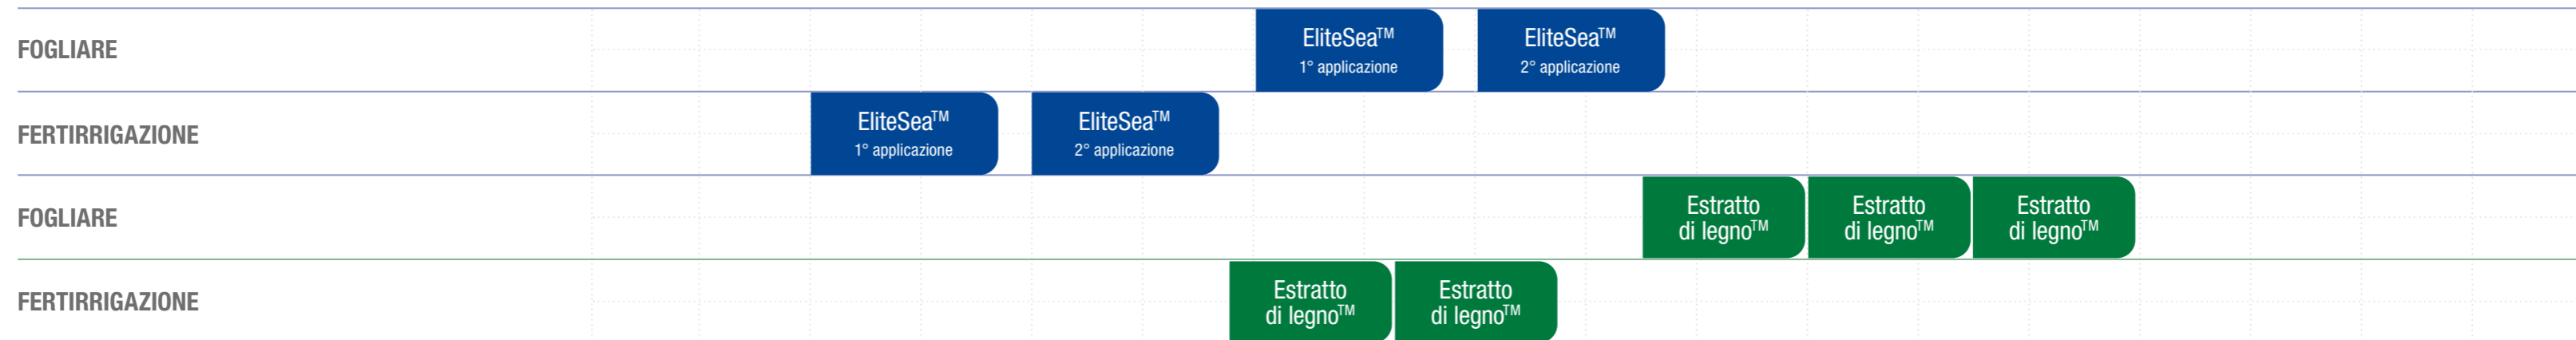 FOGLIARE
EliteSea™
1° applicazione
EliteSea™
2° applicazione
FERTIRRIGAZIONE
EliteSea™
1° applicazione
EliteSea™
2° applicazione
FOGLIARE
Estratto
di legno™
Estratto
di legno™
Estratto
di legno™
FERTIRRIGAZIONE
Estratto
di legno™
Estratto
di legno™